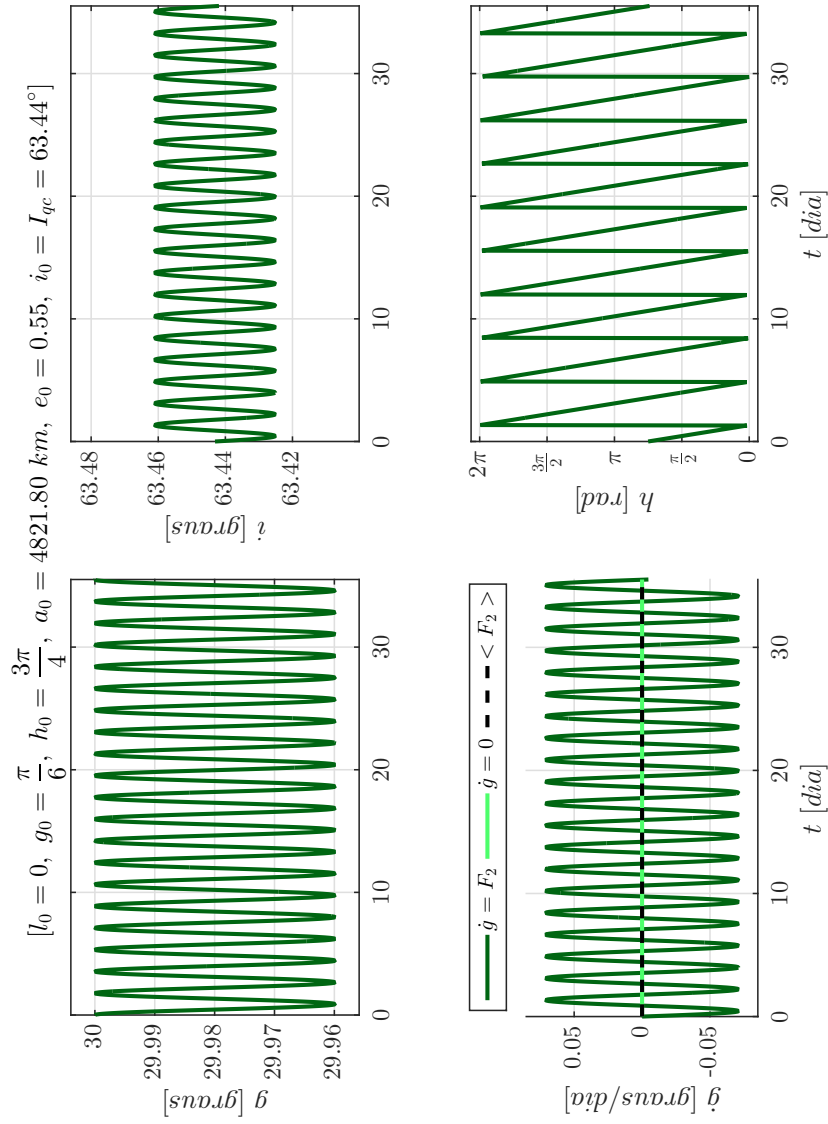 [l₀ = 0, g₀ = π/6, h₀ = 3π/4, a₀ = 4821.80 km, e₀ = 0.55, i₀ = I_qc = 63.44°]
g [graus]
30
29.99
29.98
29.97
29.96
0 10 20 30
i [graus]
63.48
63.46
63.44
63.42
0 10 20 30
ġ = F₂ ġ = 0 < F₂ >
ġ [graus/dia]
0.05
0
-0.05
0 10 20 30
t [dia]
h [rad]
2π
3π/2
π
π/2
0
0 10 20 30
t [dia]